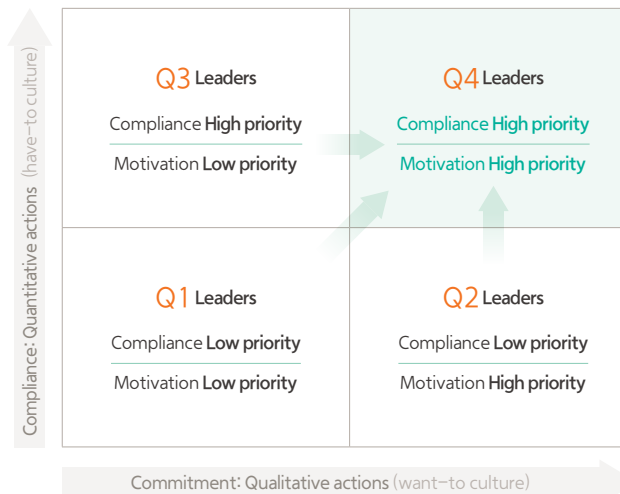 Compliance: Quantitative actions (have-to culture)
Q3 Leaders
Compliance High priority
Motivation Low priority
Q4 Leaders
Compliance High priority
Motivation High priority
Q1 Leaders
Compliance Low priority
Motivation Low priority
Q2 Leaders
Compliance Low priority
Motivation High priority
Commitment: Qualitative actions (want-to culture)